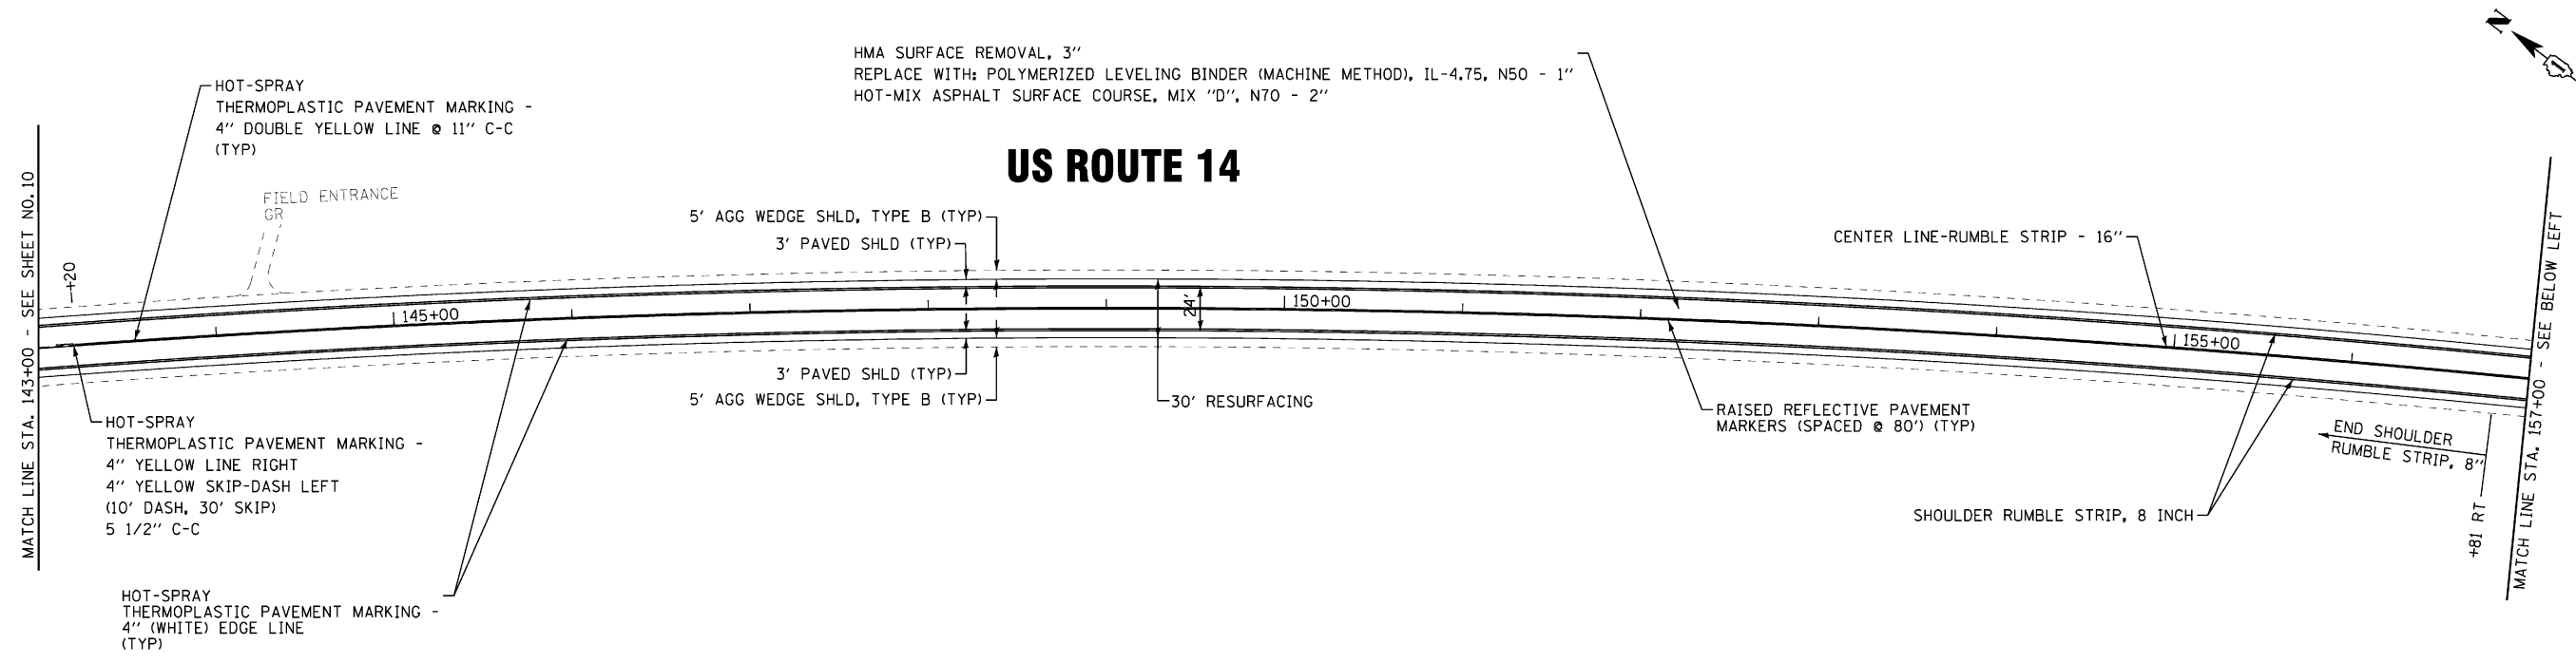 N
HMA SURFACE REMOVAL, 3"
REPLACE WITH: POLYMERIZED LEVELING BINDER (MACHINE METHOD), IL-4.75, N50 - 1"
HOT-MIX ASPHALT SURFACE COURSE, MIX "D", N70 - 2"
HOT-SPRAY
THERMOPLASTIC PAVEMENT MARKING -
4" DOUBLE YELLOW LINE @ 11" C-C
(TYP)
US ROUTE 14
MATCH LINE STA. 143+00 - SEE SHEET NO. 10
FIELD ENTRANCE
GR
+20
5' AGG WEDGE SHLD, TYPE B (TYP)
3' PAVED SHLD (TYP)
CENTER LINE-RUMBLE STRIP - 16"
145+00
24'
150+00
155+00
3' PAVED SHLD (TYP)
5' AGG WEDGE SHLD, TYPE B (TYP)
30' RESURFACING
RAISED REFLECTIVE PAVEMENT
MARKERS (SPACED @ 80') (TYP)
HOT-SPRAY
THERMOPLASTIC PAVEMENT MARKING -
4" YELLOW LINE RIGHT
4" YELLOW SKIP-DASH LEFT
(10' DASH, 30' SKIP)
5 1/2" C-C
END SHOULDER
RUMBLE STRIP, 8"
SHOULDER RUMBLE STRIP, 8 INCH
+81 RT
MATCH LINE STA. 157+00 - SEE BELOW LEFT
HOT-SPRAY
THERMOPLASTIC PAVEMENT MARKING -
4" (WHITE) EDGE LINE
(TYP)